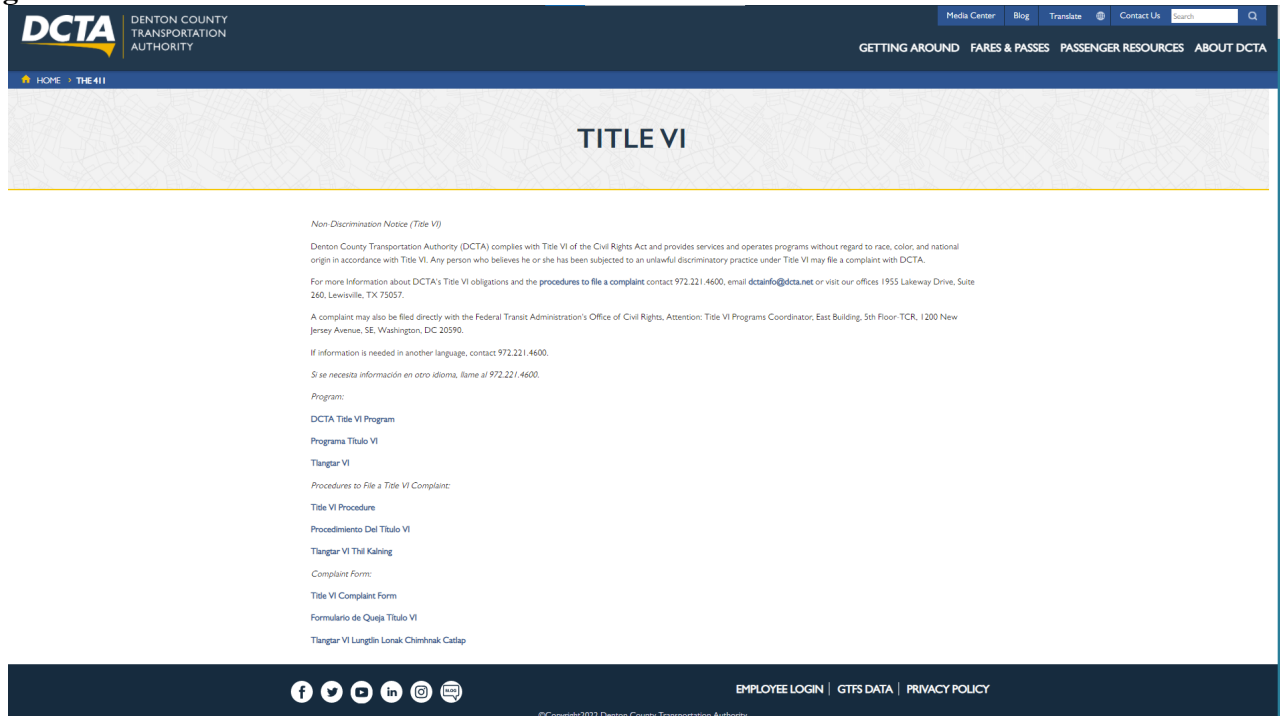 g
DCTA
DENTON COUNTY
TRANSPORTATION
AUTHORITY
Media Center Blog Translate Contact Us Search
GETTING AROUND FARES & PASSES PASSENGER RESOURCES ABOUT DCTA
HOME > THE 411
TITLE VI
Non-Discrimination Notice (Title VI)
Denton County Transportation Authority (DCTA) complies with Title VI of the Civil Rights Act and provides services and operates programs without regard to race, color, and national
origin in accordance with Title VI. Any person who believes he or she has been subjected to an unlawful discriminatory practice under Title VI may file a complaint with DCTA.
For more Information about DCTA's Title VI obligations and the procedures to file a complaint contact 972.221.4600, email dctainfo@dcta.net or visit our offices 1955 Lakeway Drive, Suite
260, Lewisville, TX 75057.
A complaint may also be filed directly with the Federal Transit Administration's Office of Civil Rights, Attention: Title VI Programs Coordinator, East Building, 5th Floor-TCR, 1200 New
Jersey Avenue, SE, Washington, DC 20590.
If information is needed in another language, contact 972.221.4600.
Si se necesita información en otro idioma, llame al 972.221.4600.
Program:
DCTA Title VI Program
Programa Título VI
Tlangtar VI
Procedures to File a Title VI Complaint:
Title VI Procedure
Procedimiento Del Título VI
Tlangtar VI Thil Kalning
Complaint Form:
Title VI Complaint Form
Formulario de Queja Título VI
Tlangtar VI Lungtlin Lonak Chimhnak Catlap
BLOG
EMPLOYEE LOGIN | GTFS DATA | PRIVACY POLICY
©Copyright2022 Denton County Transportation Authority